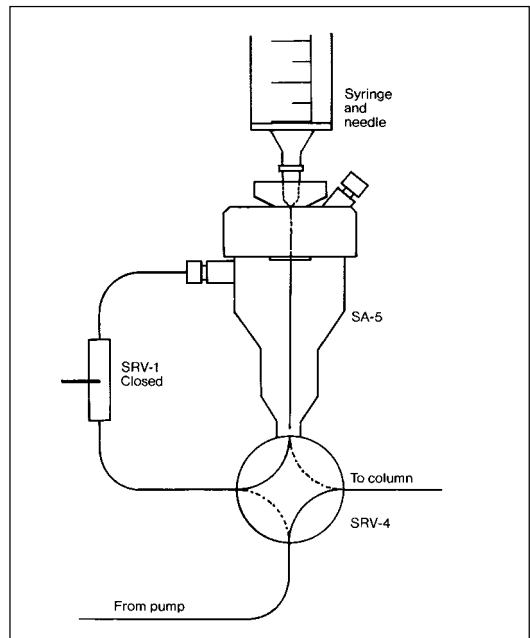 Syringe
and
needle
SA-5
SRV-1
Closed
To column
SRV-4
From pump